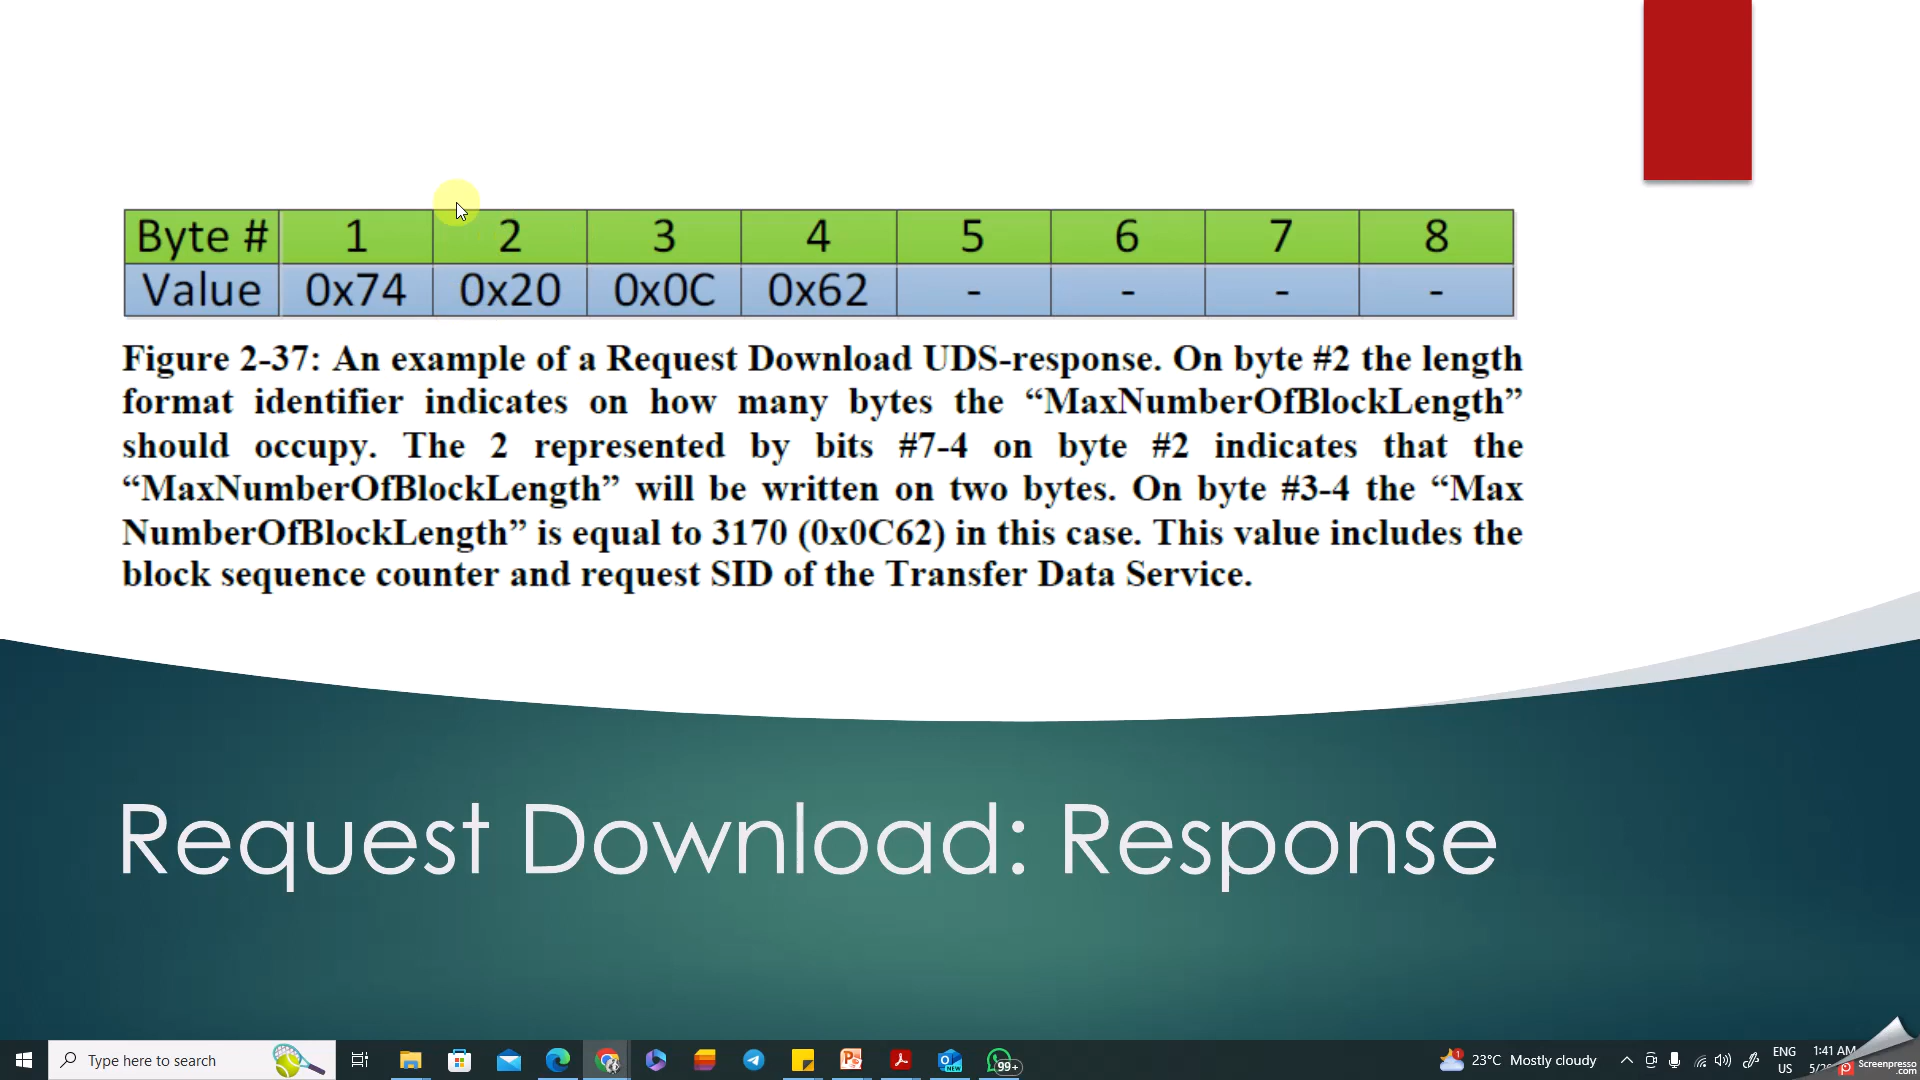 Byte # 1 2 3 4 5 6 7 8
Value 0x74 0x20 0x0C 0x62 - - - -
Figure 2-37: An example of a Request Download UDS-response. On byte #2 the length
format identifier indicates on how many bytes the “MaxNumberOfBlockLength”
should occupy. The 2 represented by bits #7-4 on byte #2 indicates that the
“MaxNumberOfBlockLength” will be written on two bytes. On byte #3-4 the “Max
NumberOfBlockLength” is equal to 3170 (0x0C62) in this case. This value includes the
block sequence counter and request SID of the Transfer Data Service.
Request Download: Response
Type here to search
NEW
99+
1
23°C Mostly cloudy
ENG
US
1:41 AM
Screenpresso
.com